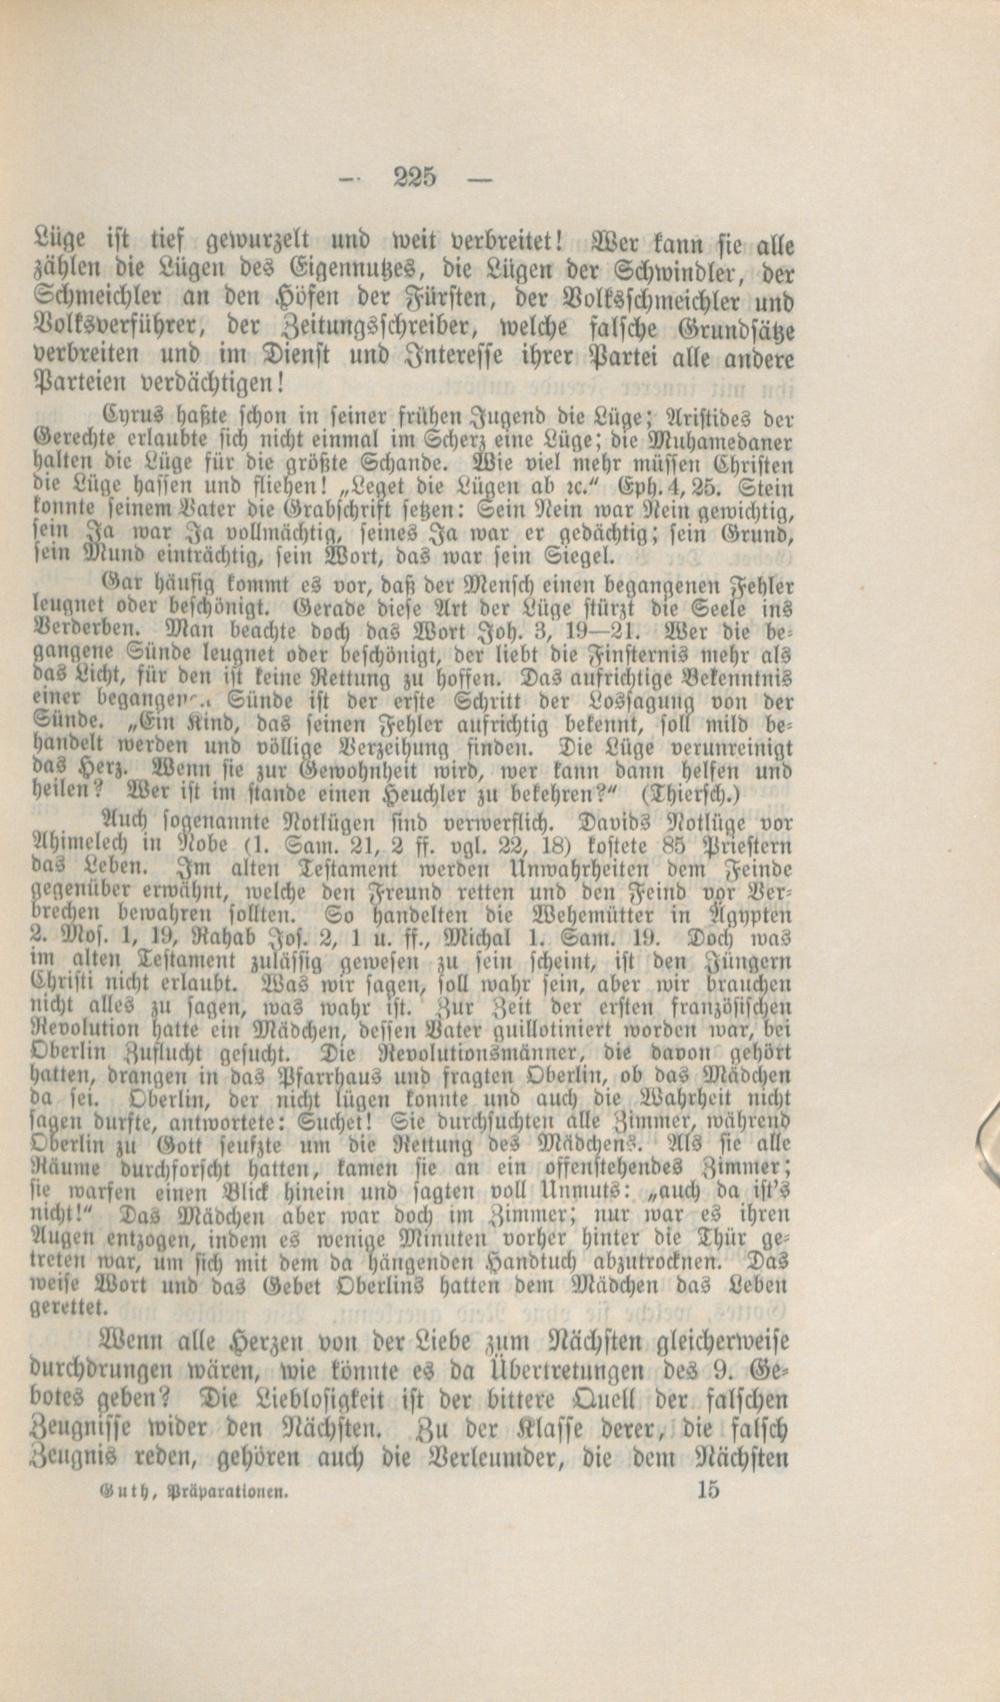 — 225 —
Lüge ist tief gewurzelt und weit verbreitet! Wer kann sie alle
zählen die Lügen des Eigennutzes, die Lügen der Schwindler, der
Schmeichler an den Höfen der Fürsten, der Volksschmeichler und
Volksverführer, der Zeitungsschreiber, welche falsche Grundsätze
verbreiten und im Dienst und Interesse ihrer Partei alle andere
Parteien verdächtigen!
Cyrus haßte schon in seiner frühen Jugend die Lüge; Aristides der
Gerechte erlaubte sich nicht einmal im Scherz eine Lüge; die Muhamedaner
halten die Lüge für die größte Schande. Wie viel mehr müssen Christen
die Lüge hassen und fliehen! „Leget die Lügen ab ꝛc.“ Eph. 4, 25. Stein
konnte seinem Vater die Grabschrift setzen: Sein Nein war Nein gewichtig,
sein Ja war Ja vollmächtig, seines Ja war er gedächtig; sein Grund,
sein Mund einträchtig, sein Wort, das war sein Siegel.
Gar häufig kommt es vor, daß der Mensch einen begangenen Fehler
leugnet oder beschönigt. Gerade diese Art der Lüge stürzt die Seele ins
Verderben. Man beachte doch das Wort Joh. 3, 19—21. Wer die be-
gangene Sünde leugnet oder beschönigt, der liebt die Finsternis mehr als
das Licht, für den ist keine Rettung zu hoffen. Das aufrichtige Bekenntnis
einer Sünde ist der erste Schritt der Lossagung von der
Sünde. „Ein Kind, das seinen Fehler aufrichtig bekennt, soll mild be-
handelt werden und völlige Verzeihung finden. Die Lüge verunreinigt
das Herz. Wenn sie zur Gewohnheit wird, wer kann dann helfen und
heilen? Wer ist im stande einen Heuchler zu bekehren?“ (Thiersch.)
Auch sogenannte Notlügen sind verwerflich. Davids Notlüge vor
Ahimelech in Nobe (1. Sam. 21, 2 ff. vgl. 22, 18) kostete 85 Priestern
das Leben. Im alten Testament werden Unwahrheiten dem Feinde
gegenüber erwähnt, welche den Freund retten und den Feind vor Ver-
brechen bewahren sollten. So handelten die Wehemütter in Ägypten
2. Mos. 1, 19, Rahab Jos. 2, 1 u. ff., Michal 1. Sam. 19. Doch was
im alten Testament zulässig gewesen zu sein scheint, ist den Jüngern
Christi nicht erlaubt. Was wir sagen, soll wahr sein, aber wir brauchen
nicht alles zu sagen, was wahr ist. Zur Zeit der ersten französischen
Revolution hatte ein Mädchen, dessen Vater guillotiniert worden war, bei
Oberlin Zuflucht gesucht. Die Revolutionsmänner, die davon gehört
hatten, drangen in das Pfarrhaus und fragten Oberlin, ob das Mädchen
da sei. Oberlin, der nicht lügen konnte und auch die Wahrheit nicht
sagen durfte, antwortete: Suchet! Sie durchsuchten alle Zimmer, während
Oberlin zu Gott seufzte um die Rettung des Mädchens. Als sie alle
Räume durchforscht hatten, kamen sie an ein offenstehendes Zimmer;
sie warfen einen Blick hinein und sagten voll Unmuts: „auch da ist's
nicht!“ Das Mädchen aber war doch im Zimmer; nur war es ihren
Augen entzogen, indem es wenige Minuten vorher hinter die Thür ge-
treten war, um sich mit dem da hängenden Handtuch abzutrocknen. Das
weise Wort und das Gebet Oberlins hatten dem Mädchen das Leben
gerettet.
Wenn alle Herzen von der Liebe zum Nächsten gleicherweise
durchdrungen wären, wie könnte es da Übertretungen des 9. Ge-
botes geben? Die Lieblosigkeit ist der bittere Quell der falschen
Zeugnisse wider den Nächsten. Zu der Klasse derer, die falsch
Zeugnis reden, gehören auch die Verleumder, die dem Nächsten
Guth, Präparationen. 15